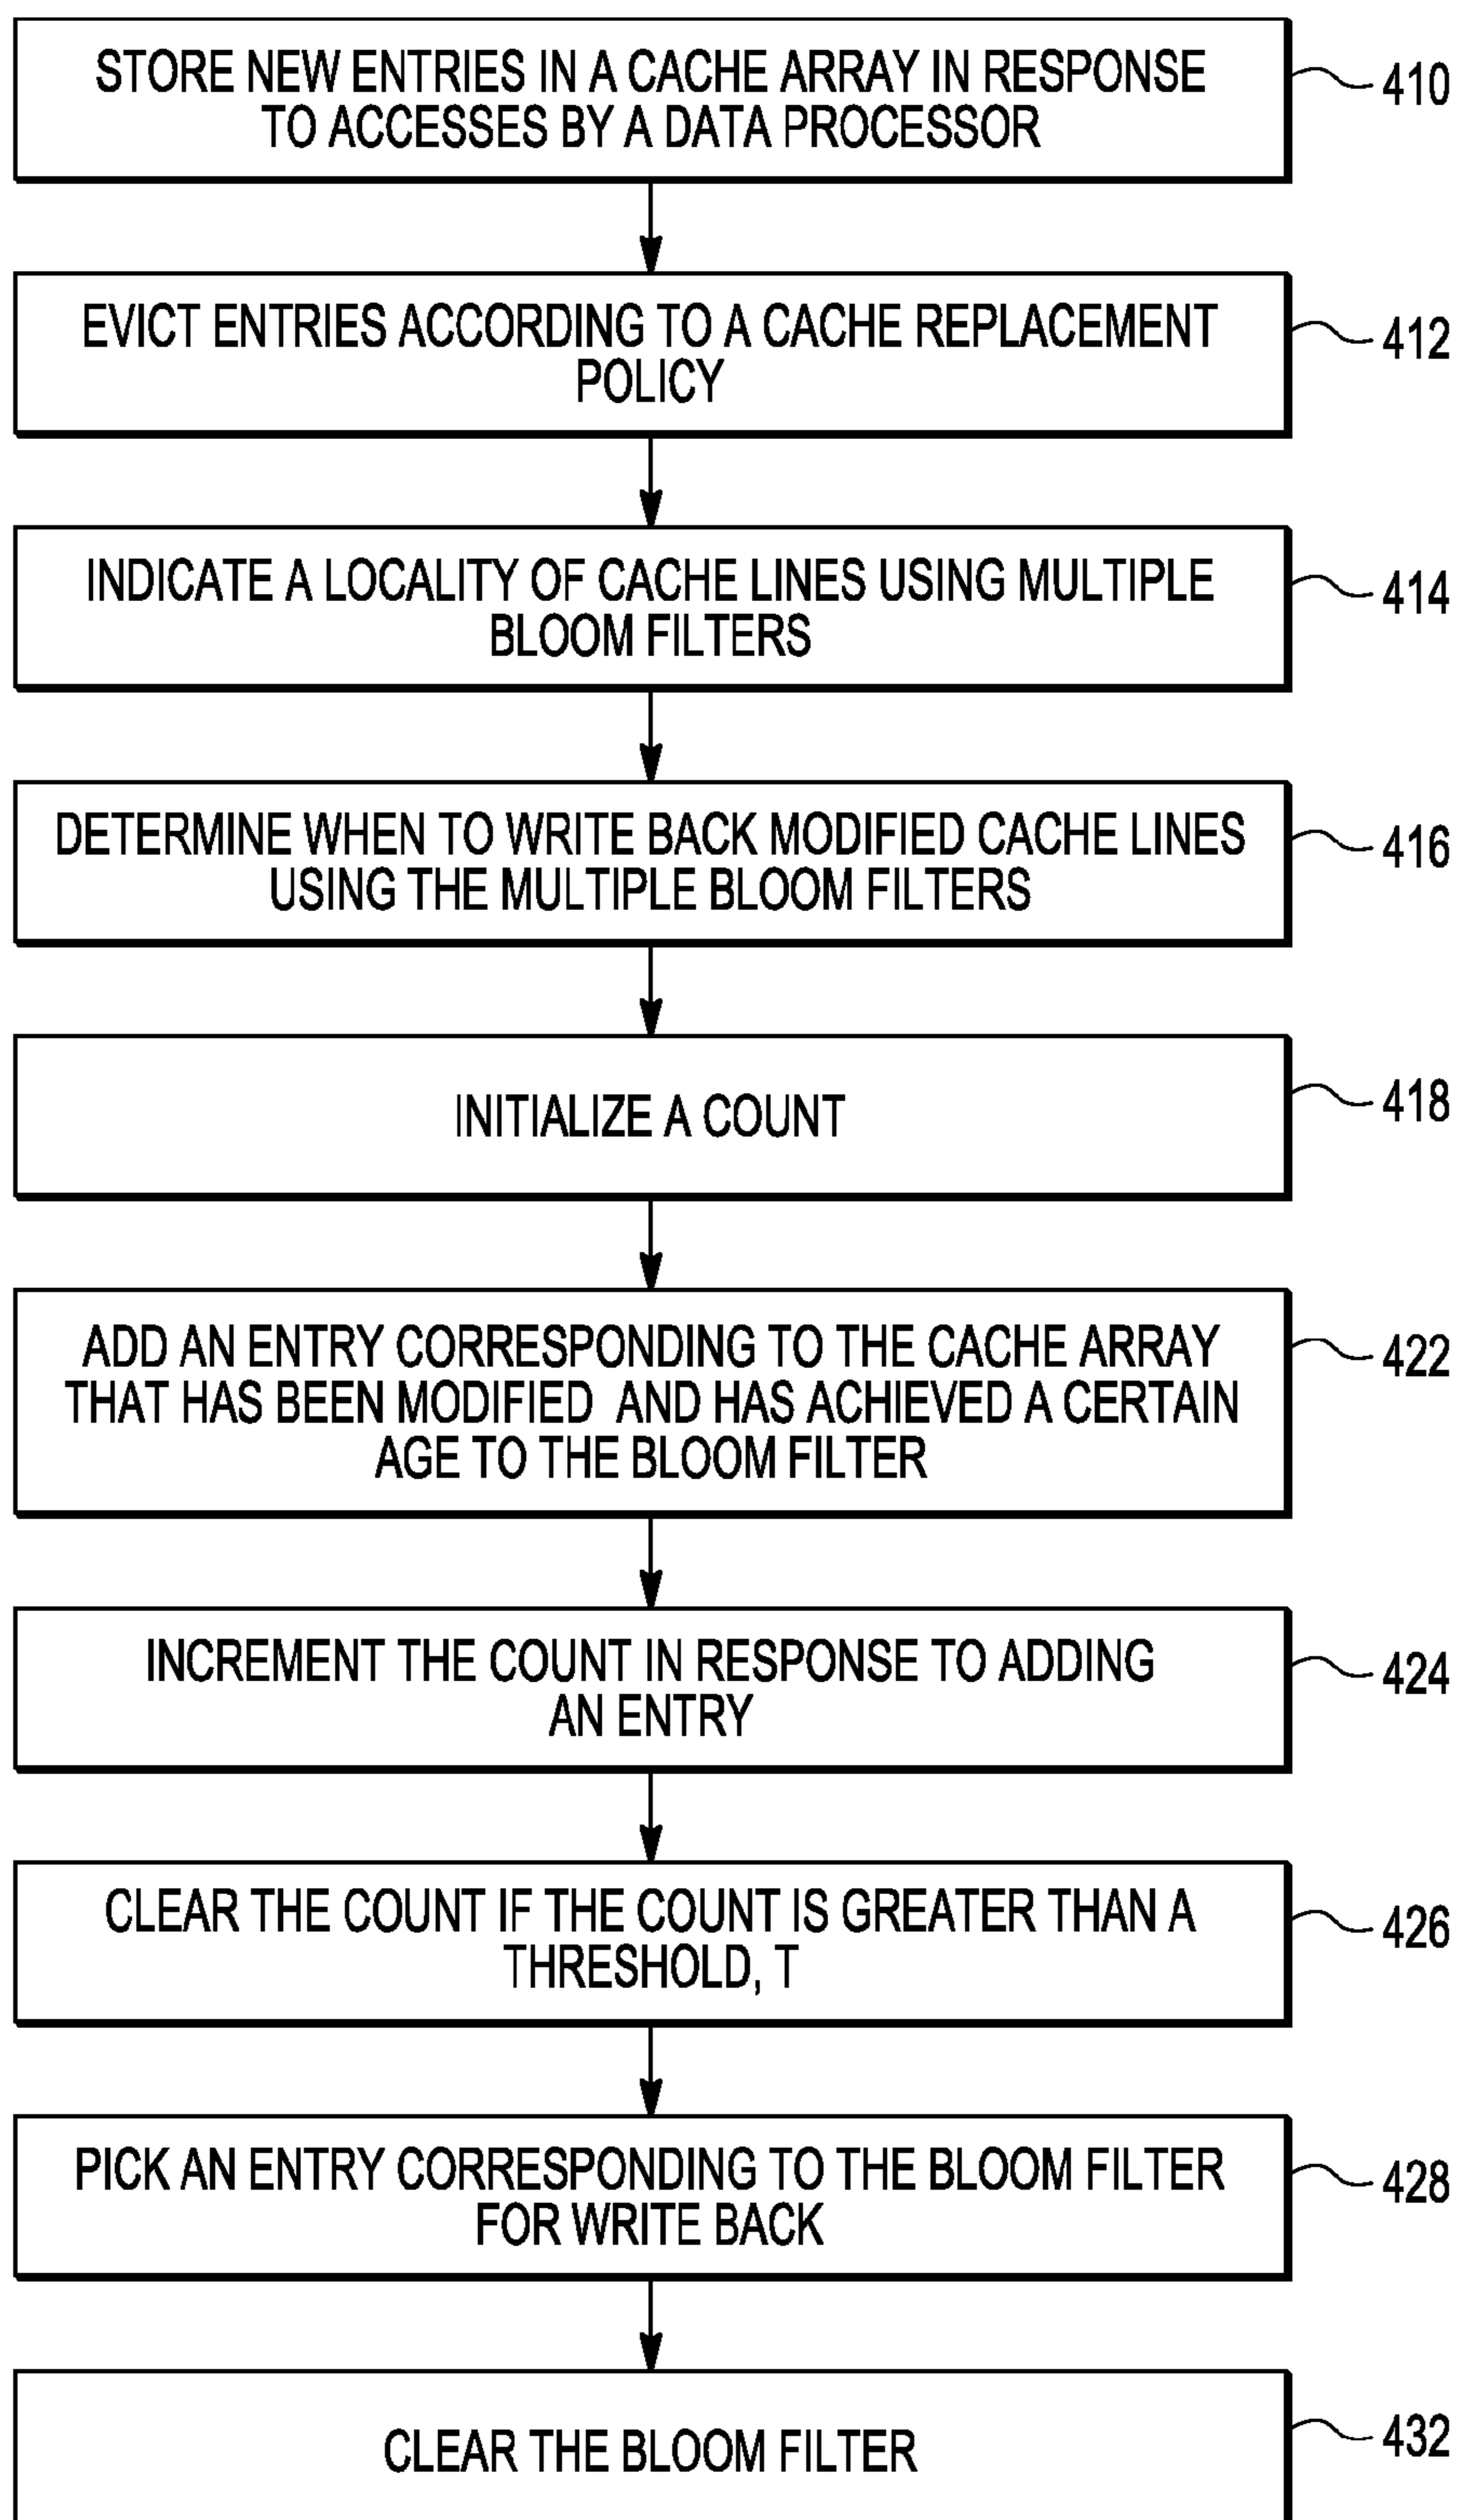 STORE NEW ENTRIES IN A CACHE ARRAY IN RESPONSE
TO ACCESSES BY A DATA PROCESSOR
410
EVICT ENTRIES ACCORDING TO A CACHE REPLACEMENT
POLICY
412
INDICATE A LOCALITY OF CACHE LINES USING MULTIPLE
BLOOM FILTERS
414
DETERMINE WHEN TO WRITE BACK MODIFIED CACHE LINES
USING THE MULTIPLE BLOOM FILTERS
416
INITIALIZE A COUNT
418
ADD AN ENTRY CORRESPONDING TO THE CACHE ARRAY
THAT HAS BEEN MODIFIED AND HAS ACHIEVED A CERTAIN
AGE TO THE BLOOM FILTER
422
INCREMENT THE COUNT IN RESPONSE TO ADDING
AN ENTRY
424
CLEAR THE COUNT IF THE COUNT IS GREATER THAN A
THRESHOLD, T
426
PICK AN ENTRY CORRESPONDING TO THE BLOOM FILTER
FOR WRITE BACK
428
CLEAR THE BLOOM FILTER
432